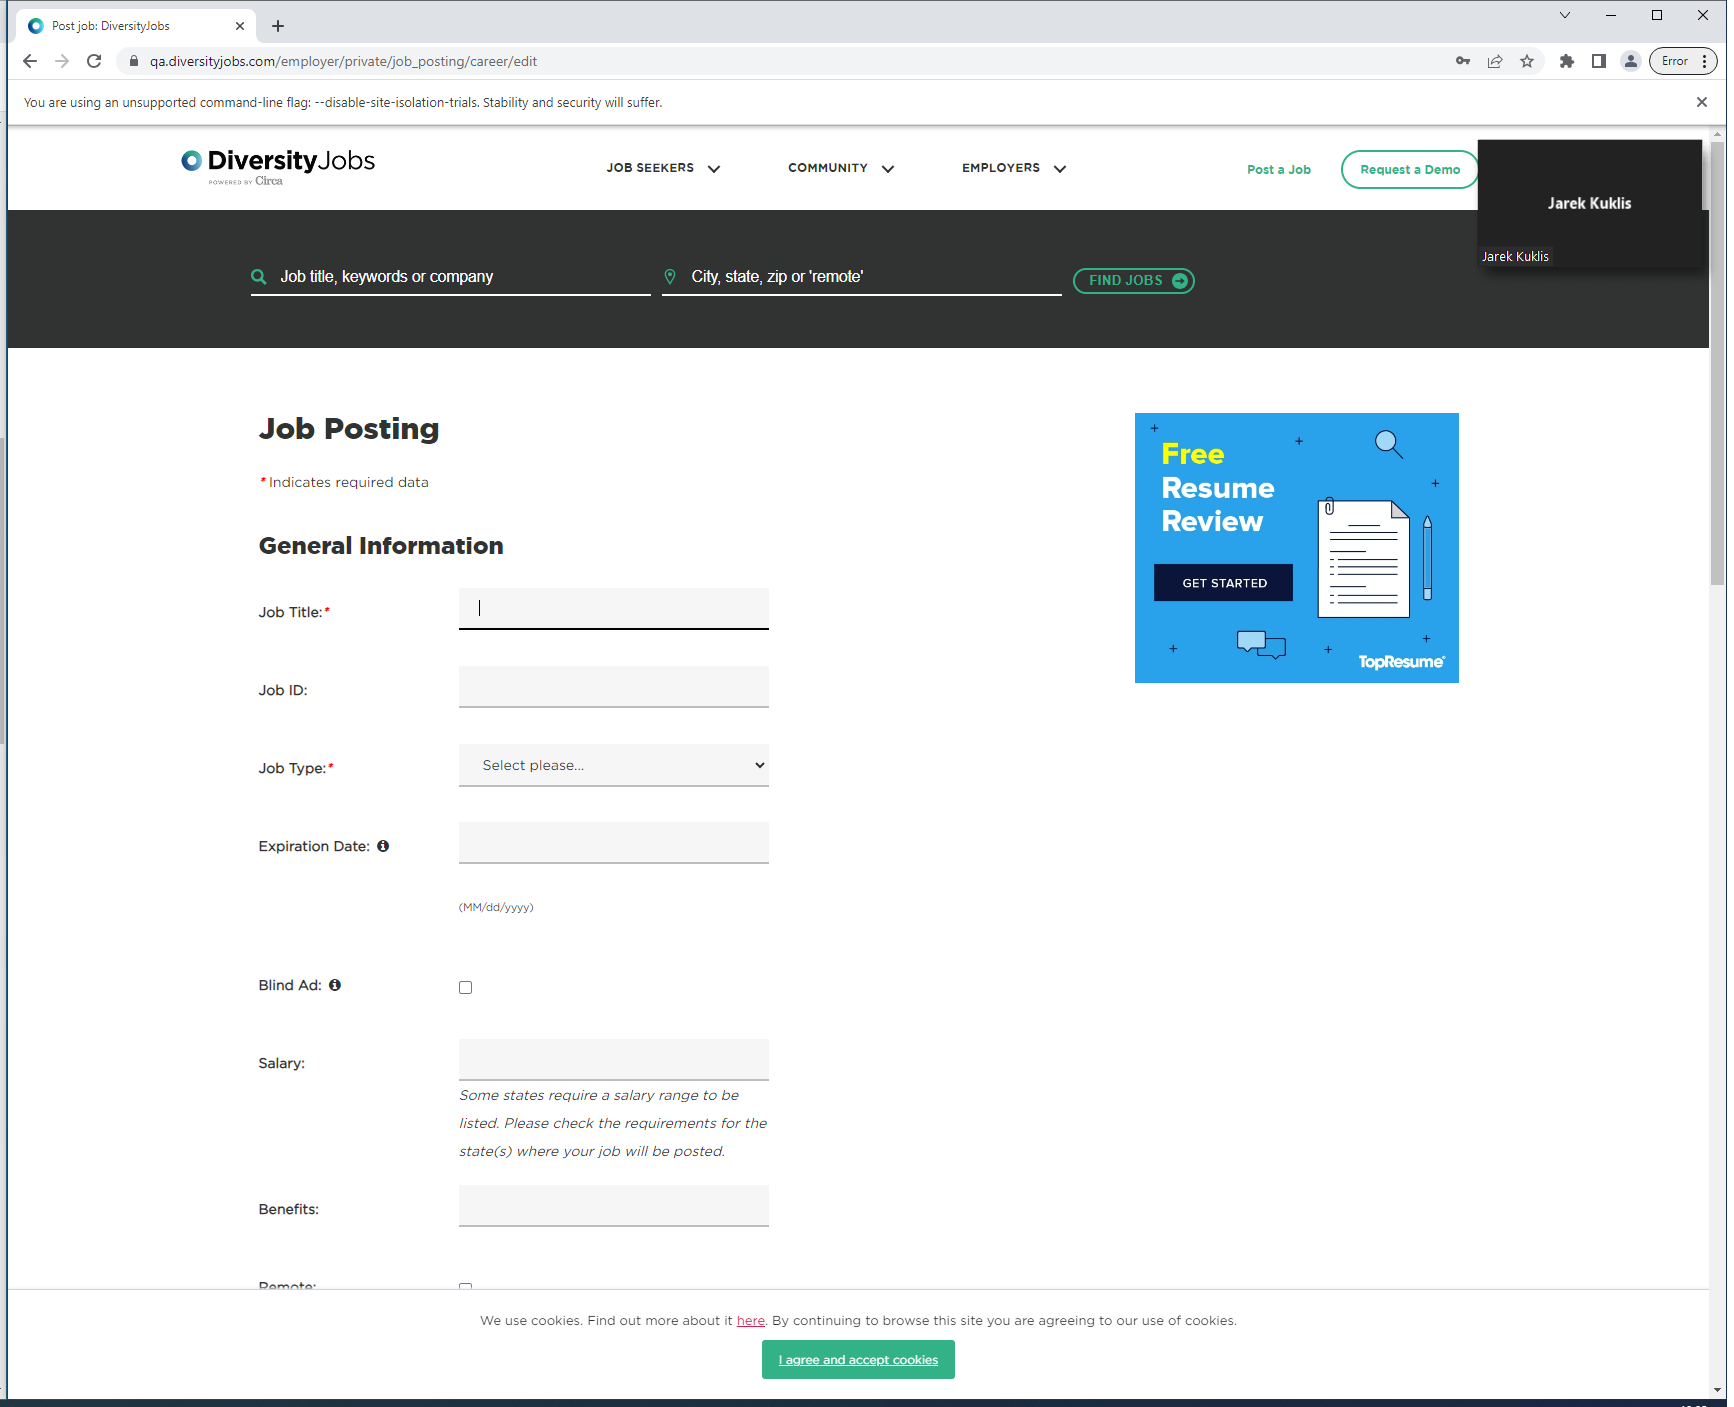 Post job: DiversityJobs
qa.diversityjobs.com/employer/private/job_posting/career/edit
Error
You are using an unsupported command-line flag: --disable-site-isolation-trials. Stability and security will suffer.
DiversityJobs
POWERED BY Circa
JOB SEEKERS
COMMUNITY
EMPLOYERS
Post a Job
Request a Demo
Jarek Kuklis
Jarek Kuklis
Job title, keywords or company
City, state, zip or 'remote'
FIND JOBS
Job Posting
* Indicates required data
General Information
Job Title:*
Job ID:
Job Type:*
Select please...
Expiration Date:
(MM/dd/yyyy)
Blind Ad:
Salary:
Some states require a salary range to be
listed. Please check the requirements for the
state(s) where your job will be posted.
Benefits:
Remote:
Free
Resume
Review
GET STARTED
TopResume
We use cookies. Find out more about it here. By continuing to browse this site you are agreeing to our use of cookies.
I agree and accept cookies